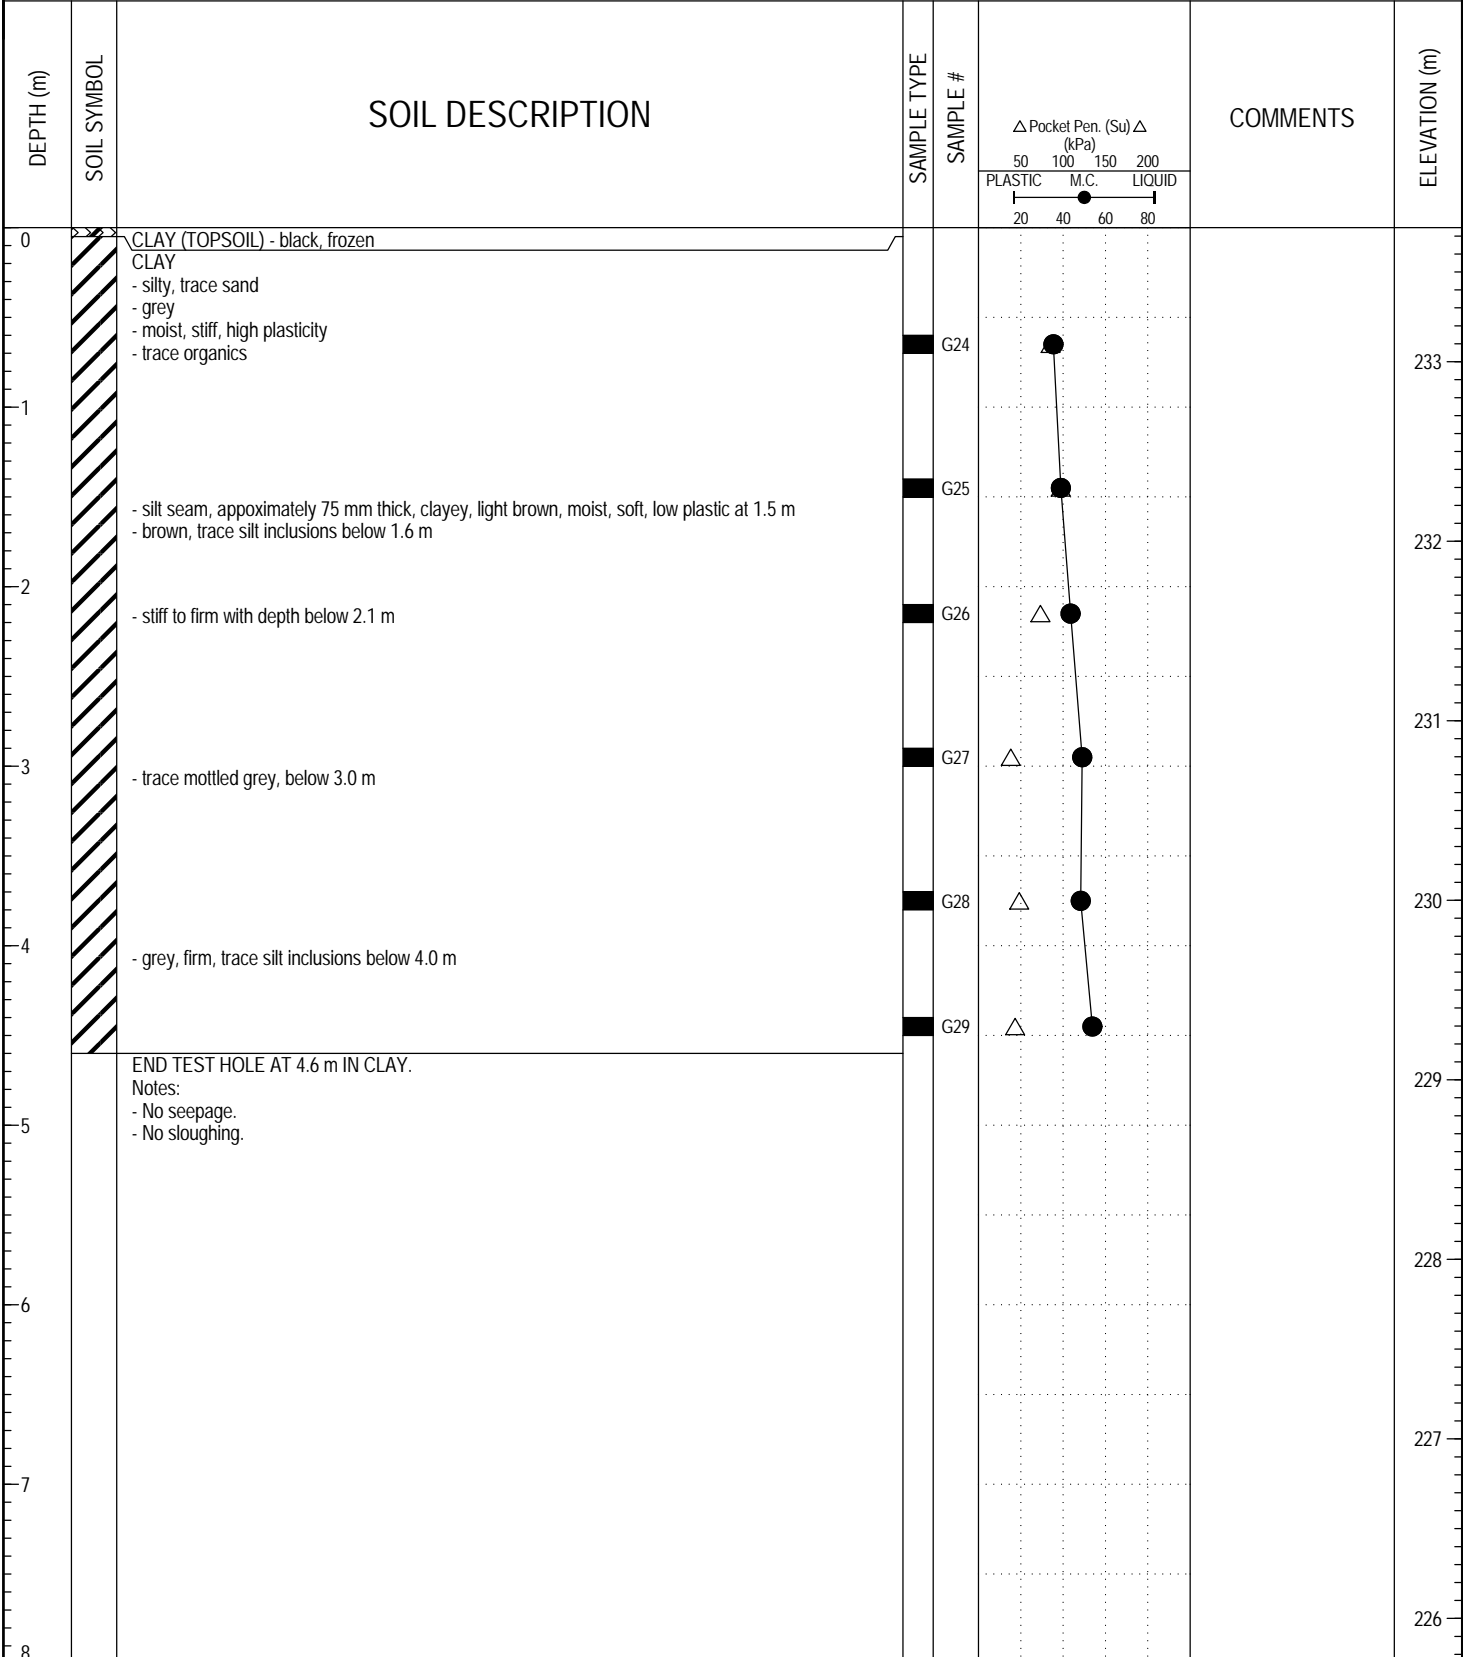 DEPTH (m)
SOIL SYMBOL
SOIL DESCRIPTION
SAMPLE TYPE
SAMPLE #
△ Pocket Pen. (Su) △
(kPa)
50 100 150 200
PLASTIC M.C. LIQUID
20 40 60 80
COMMENTS
ELEVATION (m)
0
CLAY (TOPSOIL) - black, frozen
CLAY
- silty, trace sand
- grey
- moist, stiff, high plasticity
- trace organics
G24
233
1
G25
- silt seam, appoximately 75 mm thick, clayey, light brown, moist, soft, low plastic at 1.5 m
- brown, trace silt inclusions below 1.6 m
232
2
- stiff to firm with depth below 2.1 m
G26
231
G27
3
- trace mottled grey, below 3.0 m
G28
230
4
- grey, firm, trace silt inclusions below 4.0 m
G29
END TEST HOLE AT 4.6 m IN CLAY.
229
Notes:
- No seepage.
5
- No sloughing.
228
6
227
7
226
8